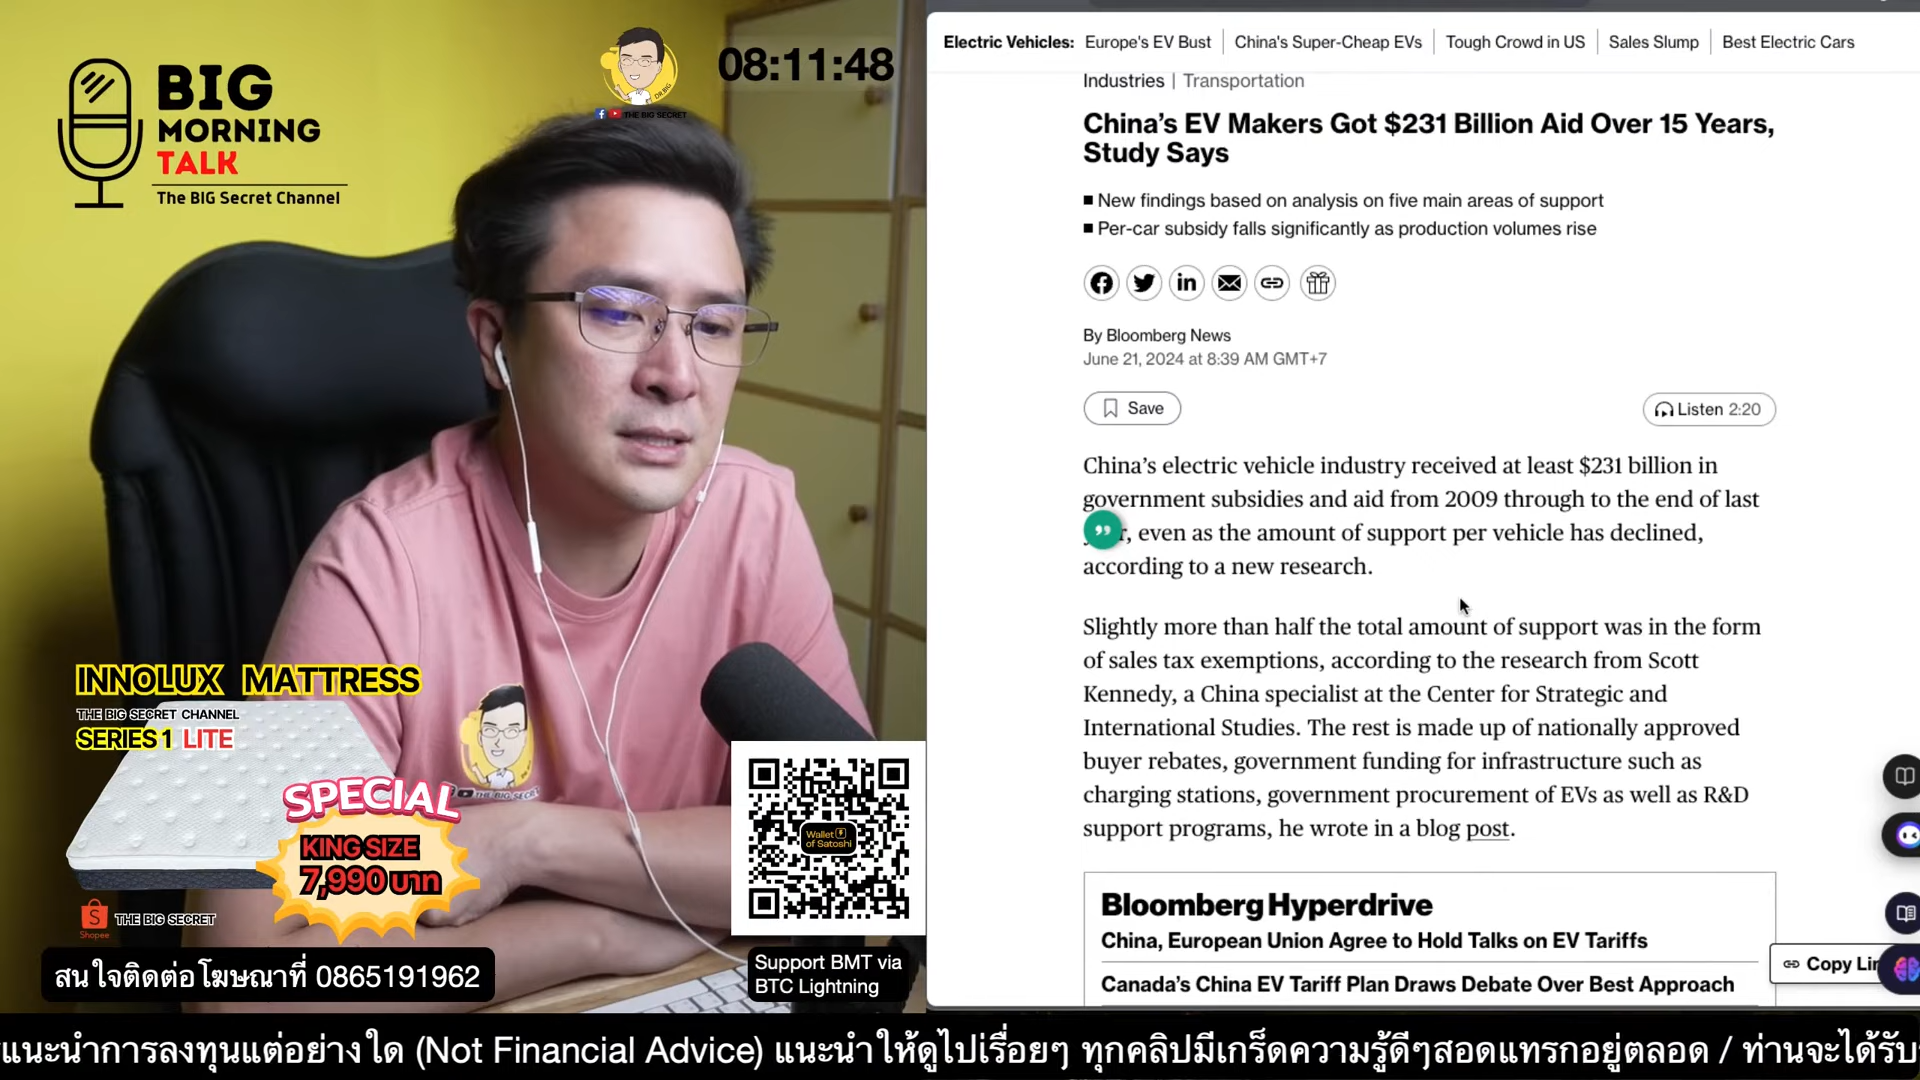 BIG
MORNING
TALK
The BIG Secret Channel
DR.BIG
THE BIG SECRET
08:11:48
INNOLUX MATTRESS
THE BIG SECRET CHANNEL
SERIES1 LITE
SPECIAL
KING SIZE
7,990 บาท
Shopee
THE BIG SECRET
THE BIG SECRET
สนใจติดต่อโฆษณาที่ 0865191962
Wallet
of Satoshi
Support BMT via
BTC Lightning
Electric Vehicles: Europe's EV Bust | China's Super-Cheap EVs | Tough Crowd in US | Sales Slump | Best Electric Cars
Industries | Transportation
China's EV Makers Got $231 Billion Aid Over 15 Years,
Study Says
■ New findings based on analysis on five main areas of support
■ Per-car subsidy falls significantly as production volumes rise
By Bloomberg News
June 21, 2024 at 8:39 AM GMT+7
Save
Listen 2:20
China's electric vehicle industry received at least $231 billion in
government subsidies and aid from 2009 through to the end of last
, even as the amount of support per vehicle has declined,
according to a new research.
Slightly more than half the total amount of support was in the form
of sales tax exemptions, according to the research from Scott
Kennedy, a China specialist at the Center for Strategic and
International Studies. The rest is made up of nationally approved
buyer rebates, government funding for infrastructure such as
charging stations, government procurement of EVs as well as R&D
support programs, he wrote in a blog post.
Bloomberg Hyperdrive
China, European Union Agree to Hold Talks on EV Tariffs
Canada's China EV Tariff Plan Draws Debate Over Best Approach
Copy Lin
แนะนำการลงทุนแต่อย่างใด (Not Financial Advice) แนะนำให้ดูไปเรื่อยๆ ทุกคลิปมีเกร็ดความรู้ดีๆสอดแทรกอยู่ตลอด / ท่านจะได้รับ